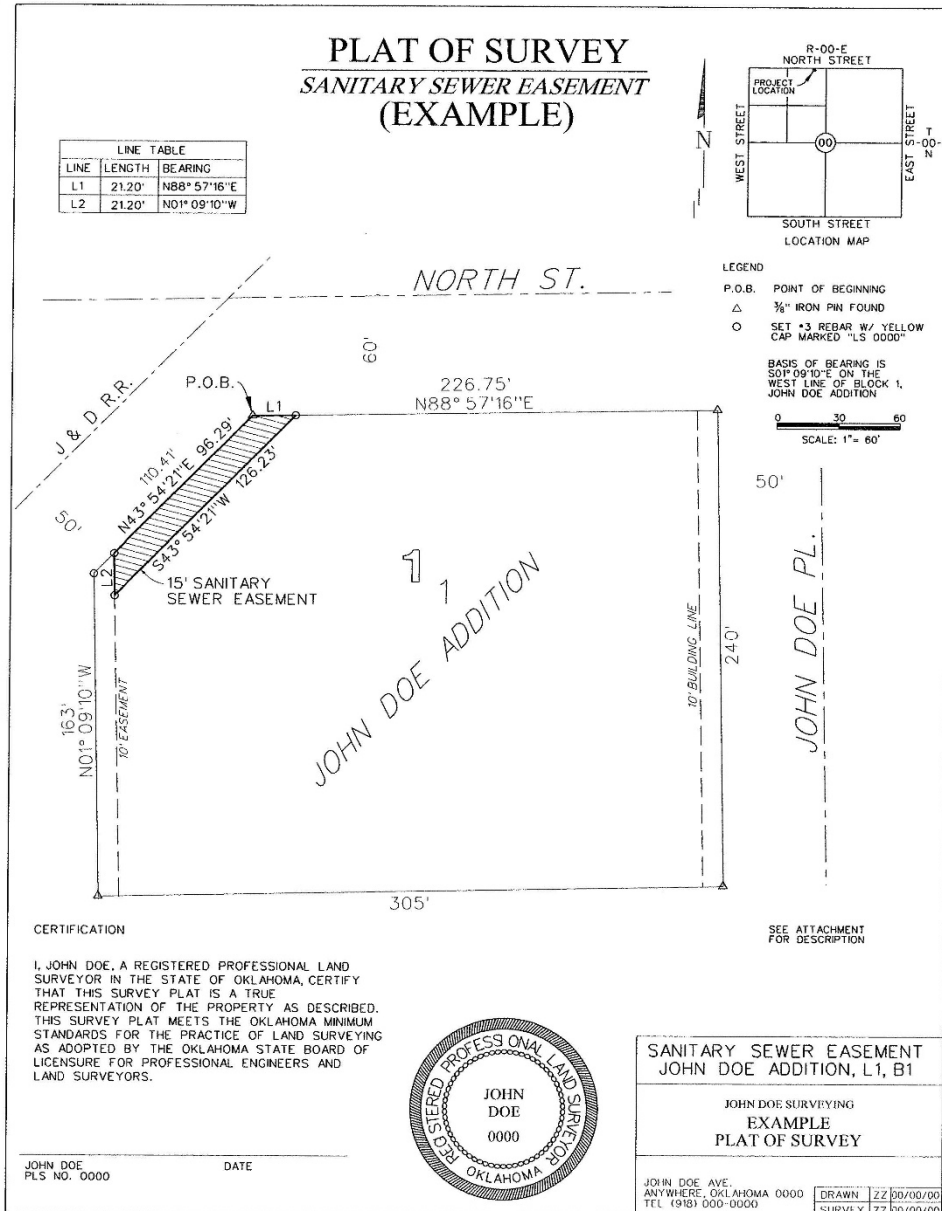 PLAT OF SURVEY
SANITARY SEWER EASEMENT
(EXAMPLE)
LINE TABLE
LINE LENGTH BEARING
L1 21.20' N88° 57'16"E
L2 21.20' N01° 09'10"W
N
R-00-E
NORTH STREET
PROJECT
LOCATION
WEST STREET
00
EAST STREET
T
-00-
N
SOUTH STREET
LOCATION MAP
LEGEND
P.O.B. POINT OF BEGINNING
△ ⅜" IRON PIN FOUND
○ SET #3 REBAR W/ YELLOW
CAP MARKED "LS 0000"
BASIS OF BEARING IS
S01° 09'10"E ON THE
WEST LINE OF BLOCK 1,
JOHN DOE ADDITION
0 30 60
SCALE: 1"= 60'
NORTH ST.
60'
J & D R.R.
P.O.B.
L1
226.75'
N88° 57'16"E
110.41'
N43° 54'21"E 96.29'
S43° 54'21"W 126.23'
50'
50'
L2
15' SANITARY
SEWER EASEMENT
1
1
JOHN DOE ADDITION
163'
N01° 09'10"W
10' EASEMENT
10' BUILDING LINE
240'
JOHN DOE PL.
305'
CERTIFICATION
SEE ATTACHMENT
FOR DESCRIPTION
I, JOHN DOE, A REGISTERED PROFESSIONAL LAND
SURVEYOR IN THE STATE OF OKLAHOMA, CERTIFY
THAT THIS SURVEY PLAT IS A TRUE
REPRESENTATION OF THE PROPERTY AS DESCRIBED.
THIS SURVEY PLAT MEETS THE OKLAHOMA MINIMUM
STANDARDS FOR THE PRACTICE OF LAND SURVEYING
AS ADOPTED BY THE OKLAHOMA STATE BOARD OF
LICENSURE FOR PROFESSIONAL ENGINEERS AND
LAND SURVEYORS.
JOHN DOE DATE
PLS NO. 0000
REGISTERED PROFESSIONAL LAND SURVEYOR
JOHN
DOE
0000
OKLAHOMA
SANITARY SEWER EASEMENT
JOHN DOE ADDITION, L1, B1
JOHN DOE SURVEYING
EXAMPLE
PLAT OF SURVEY
JOHN DOE AVE.
ANYWHERE, OKLAHOMA 0000
TEL (918) 000-0000
DRAWN ZZ 00/00/00
SURVEY ZZ 00/00/00